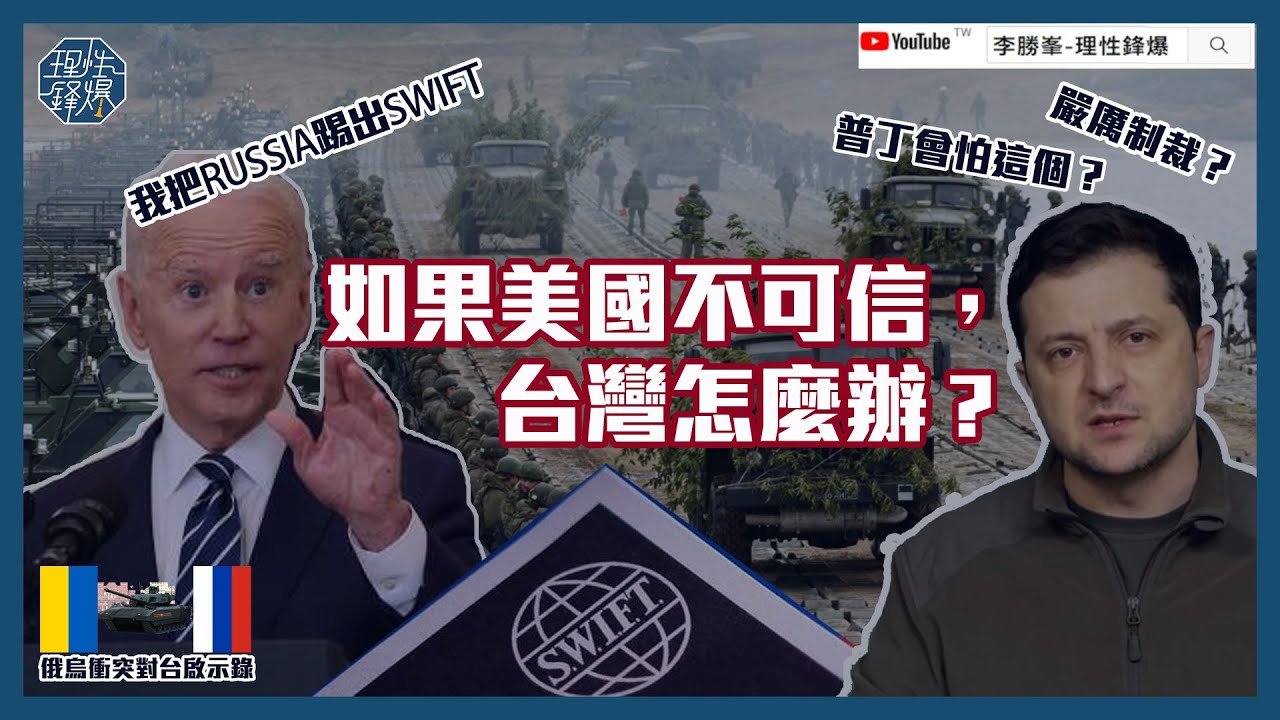 理性
鋒爆
YouTube TW
李勝峯-理性鋒爆
我把RUSSIA踢出SWIFT
嚴厲制裁？
普丁會怕這個？
如果美國不可信，
台灣怎麼辦？
S.W.I.F.T.
俄烏衝突對台啟示錄